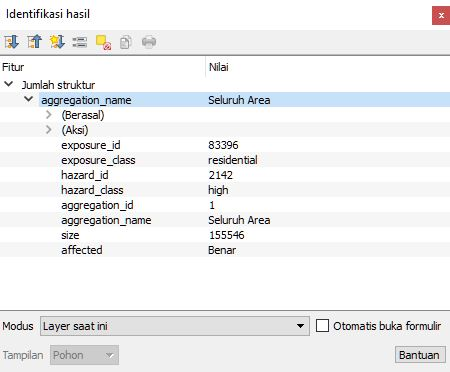 Identifikasi hasil
Fitur Nilai
Jumlah struktur
aggregation_name Seluruh Area
(Berasal)
(Aksi)
exposure_id 83396
exposure_class residential
hazard_id 2142
hazard_class high
aggregation_id 1
aggregation_name Seluruh Area
size 155546
affected Benar
Modus Layer saat ini Otomatis buka formulir
Tampilan Pohon Bantuan